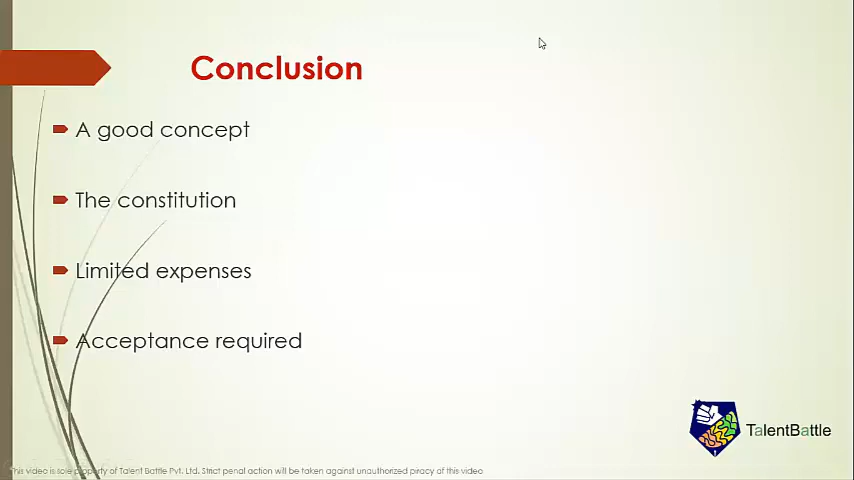 Conclusion
A good concept
The constitution
Limited expenses
Acceptance required
TalentBattle
This video is sole property of Talent Battle Pvt. Ltd. Strict penal action will be taken against unauthorized piracy of this video